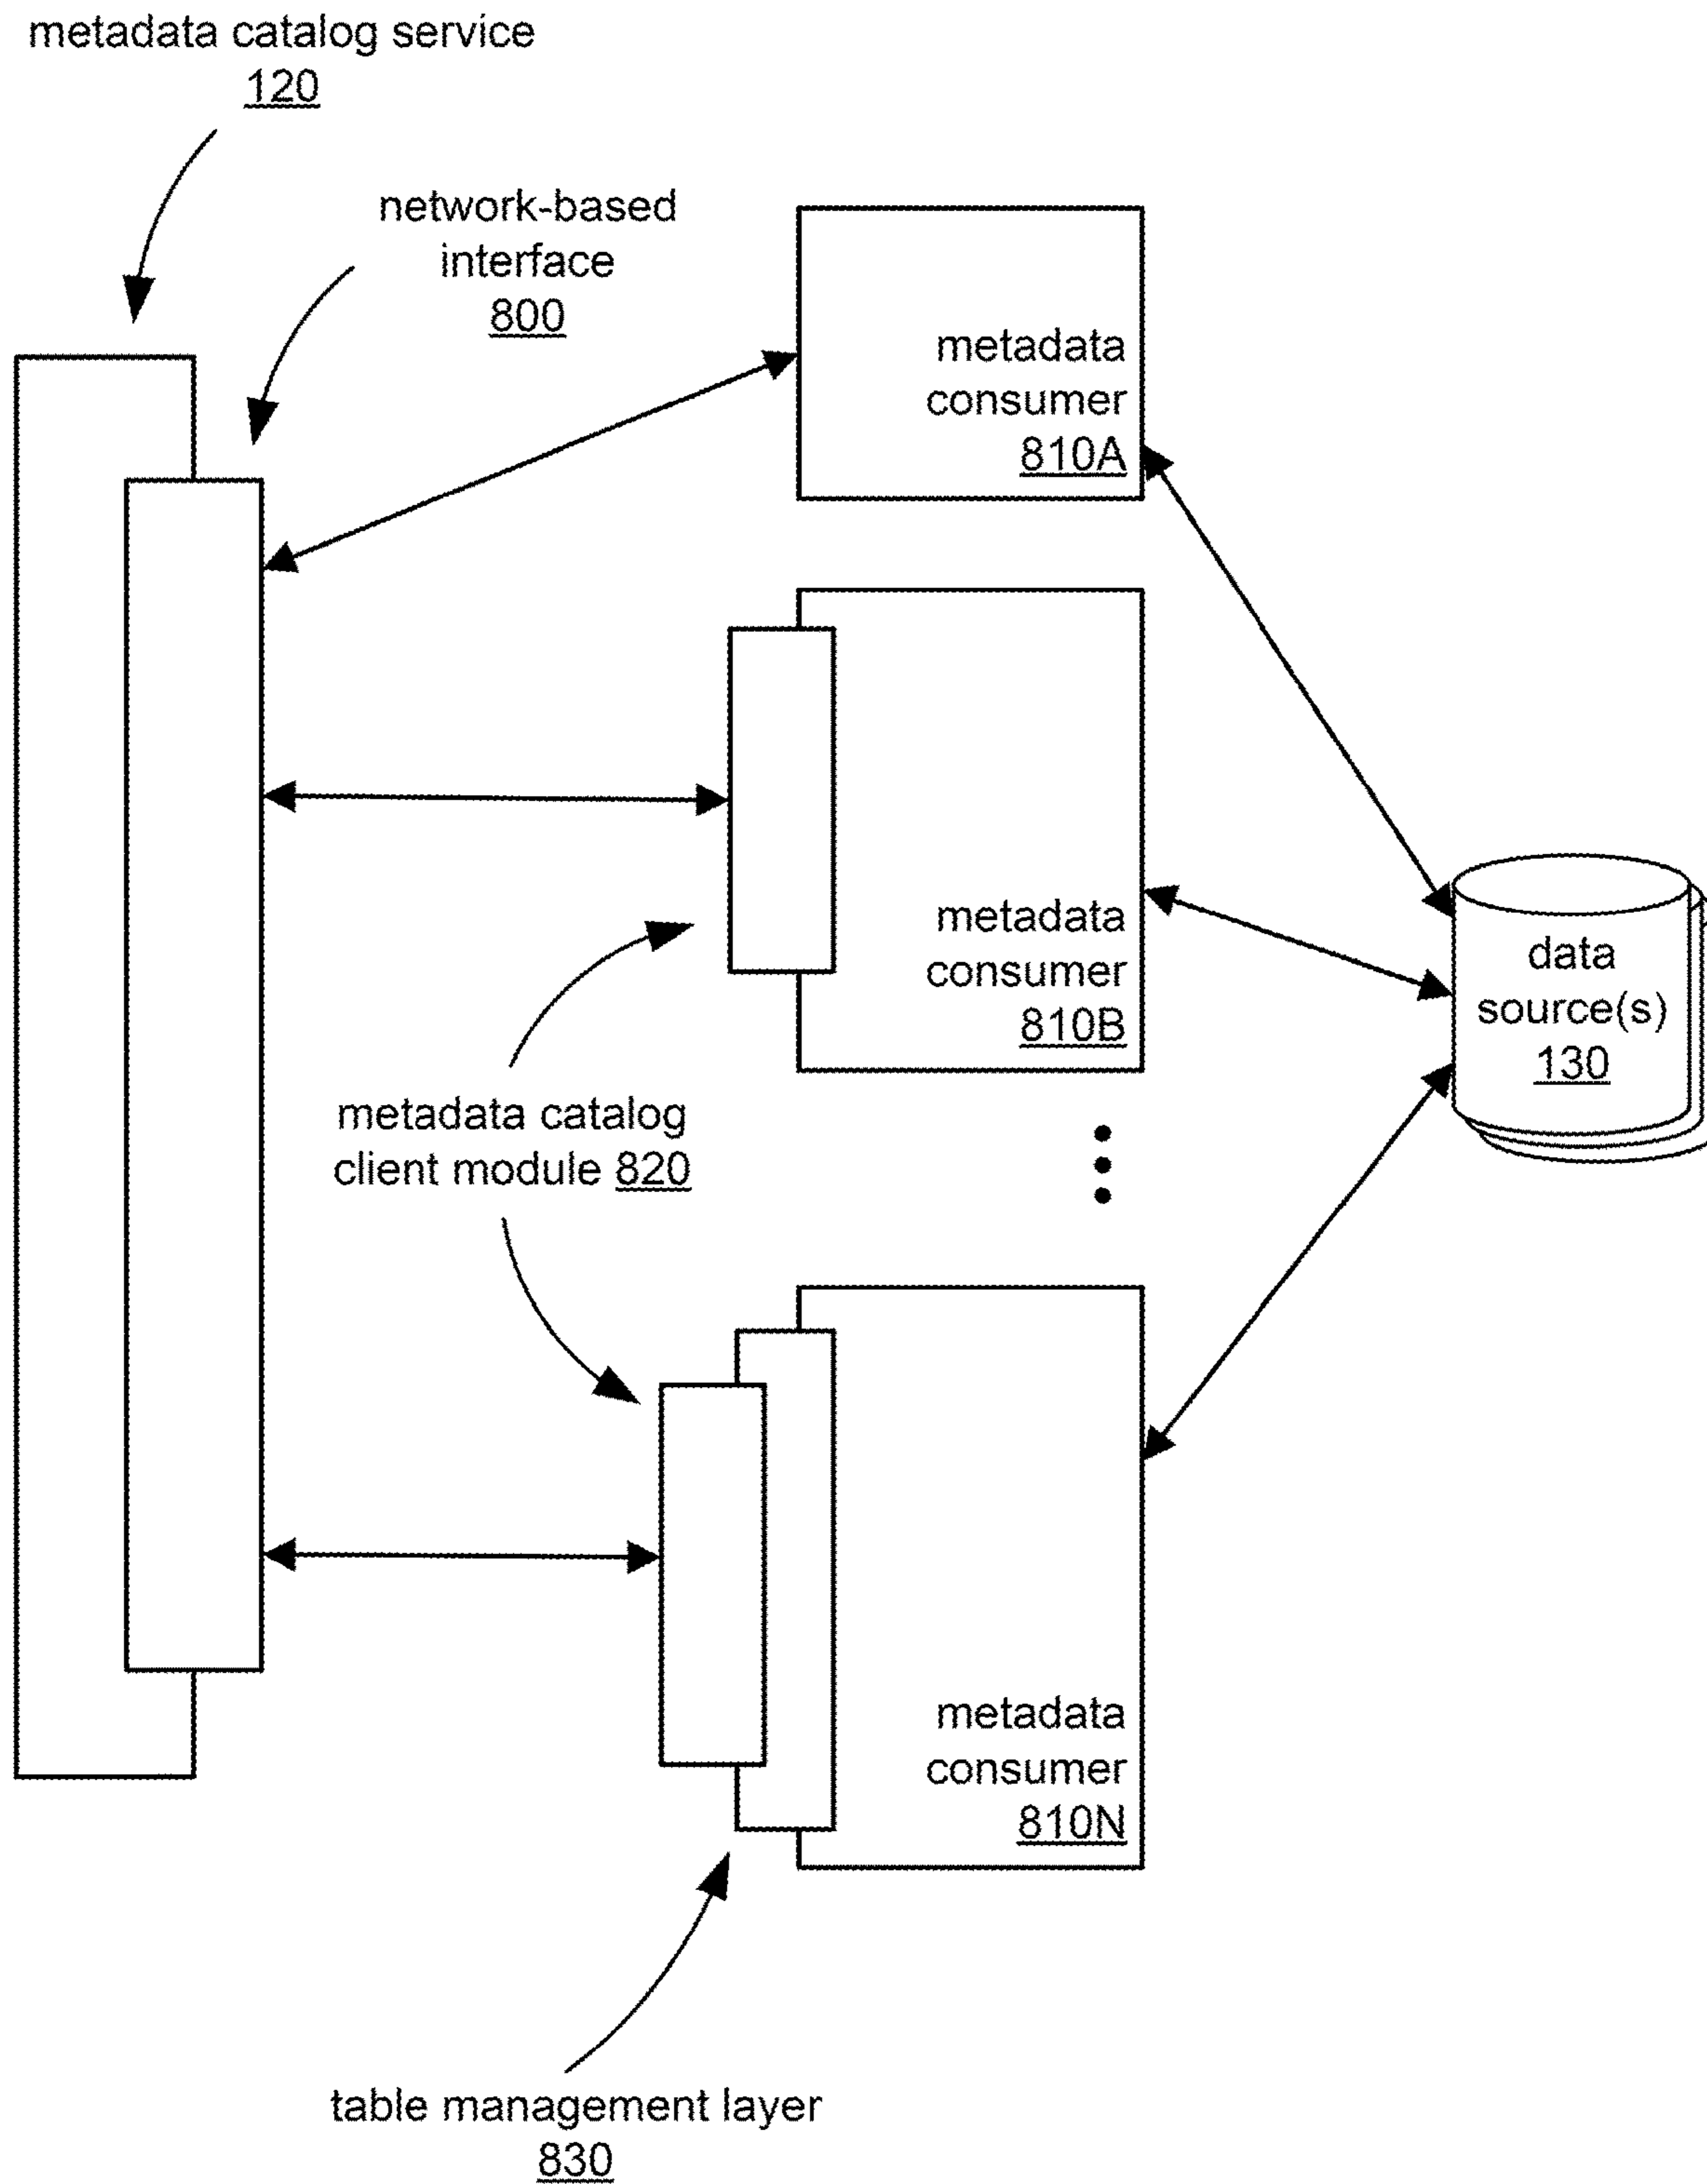 metadata catalog service
120
network-based
interface
800
metadata
consumer
810A
metadata
consumer
810B
data
source(s)
130
metadata catalog
client module 820
metadata
consumer
810N
table management layer
830